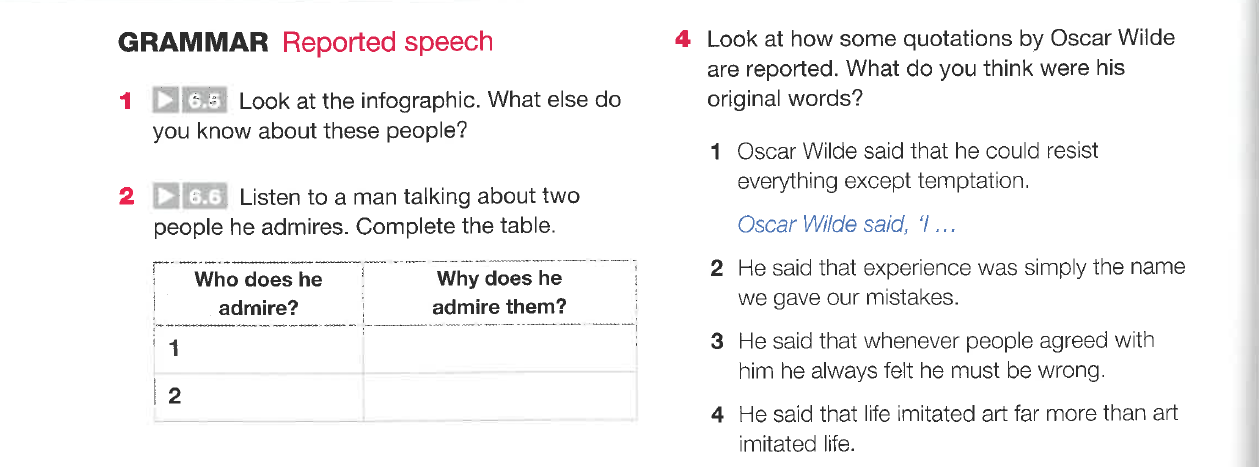 GRAMMAR Reported speech
1 6.5 Look at the infographic. What else do
you know about these people?
2 6.6 Listen to a man talking about two
people he admires. Complete the table.
Who does he
admire?
Why does he
admire them?
1
2
4 Look at how some quotations by Oscar Wilde
are reported. What do you think were his
original words?
1 Oscar Wilde said that he could resist
everything except temptation.
Oscar Wilde said, ‘I ...
2 He said that experience was simply the name
we gave our mistakes.
3 He said that whenever people agreed with
him he always felt he must be wrong.
4 He said that life imitated art far more than art
imitated life.